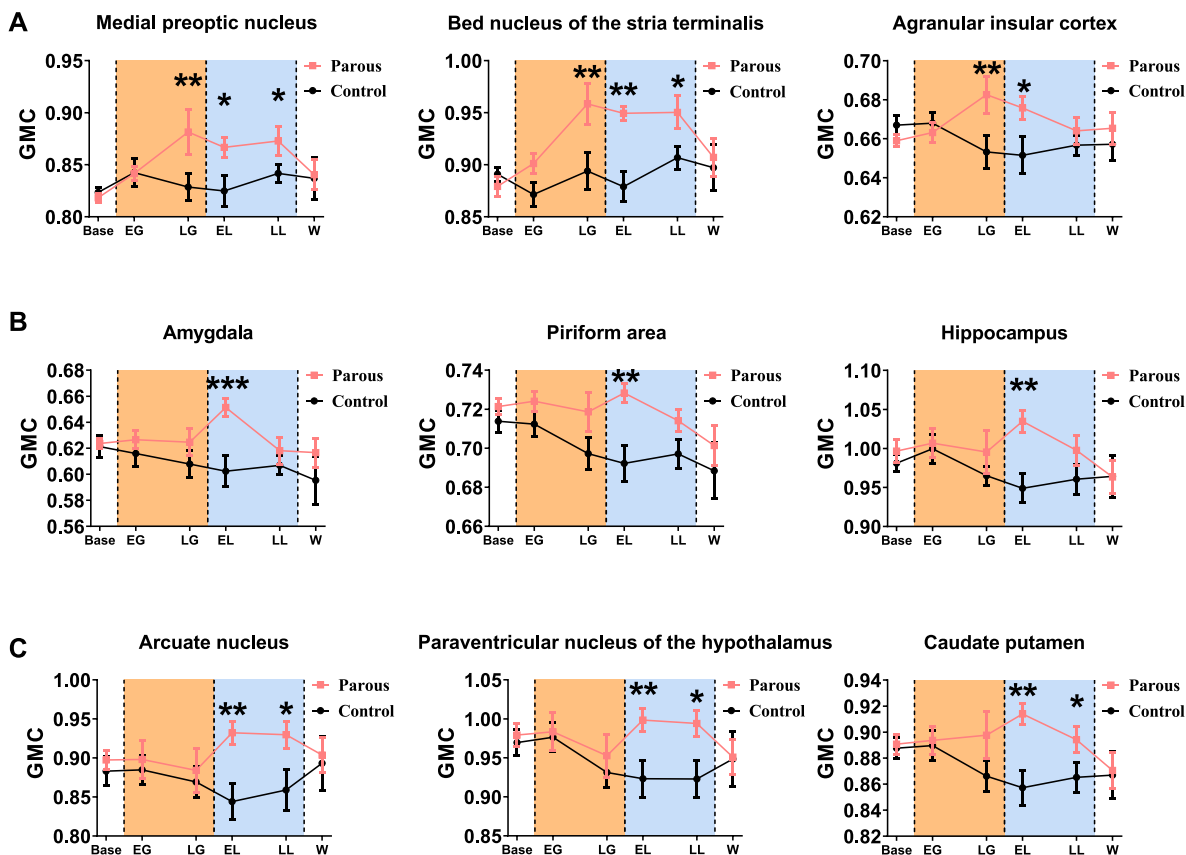 A
Medial preoptic nucleus
Bed nucleus of the stria terminalis
Agranular insular cortex
GMC
0.95
0.90
0.85
0.80
** * *
Parous
Control
Base EG LG EL LL W
GMC
1.00
0.95
0.90
0.85
** ** *
Parous
Control
Base EG LG EL LL W
GMC
0.70
0.68
0.66
0.64
0.62
** *
Parous
Control
Base EG LG EL LL W
B
Amygdala
Piriform area
Hippocampus
GMC
0.68
0.66
0.64
0.62
0.60
0.58
0.56
***
Parous
Control
Base EG LG EL LL W
GMC
0.74
0.72
0.70
0.68
0.66
**
Parous
Control
Base EG LG EL LL W
GMC
1.10
1.05
1.00
0.95
0.90
**
Parous
Control
Base EG LG EL LL W
C
Arcuate nucleus
Paraventricular nucleus of the hypothalamus
Caudate putamen
GMC
1.00
0.95
0.90
0.85
0.80
** *
Parous
Control
Base EG LG EL LL W
GMC
1.05
1.00
0.95
0.90
0.85
** *
Parous
Control
Base EG LG EL LL W
GMC
0.94
0.92
0.90
0.88
0.86
0.84
0.82
** *
Parous
Control
Base EG LG EL LL W